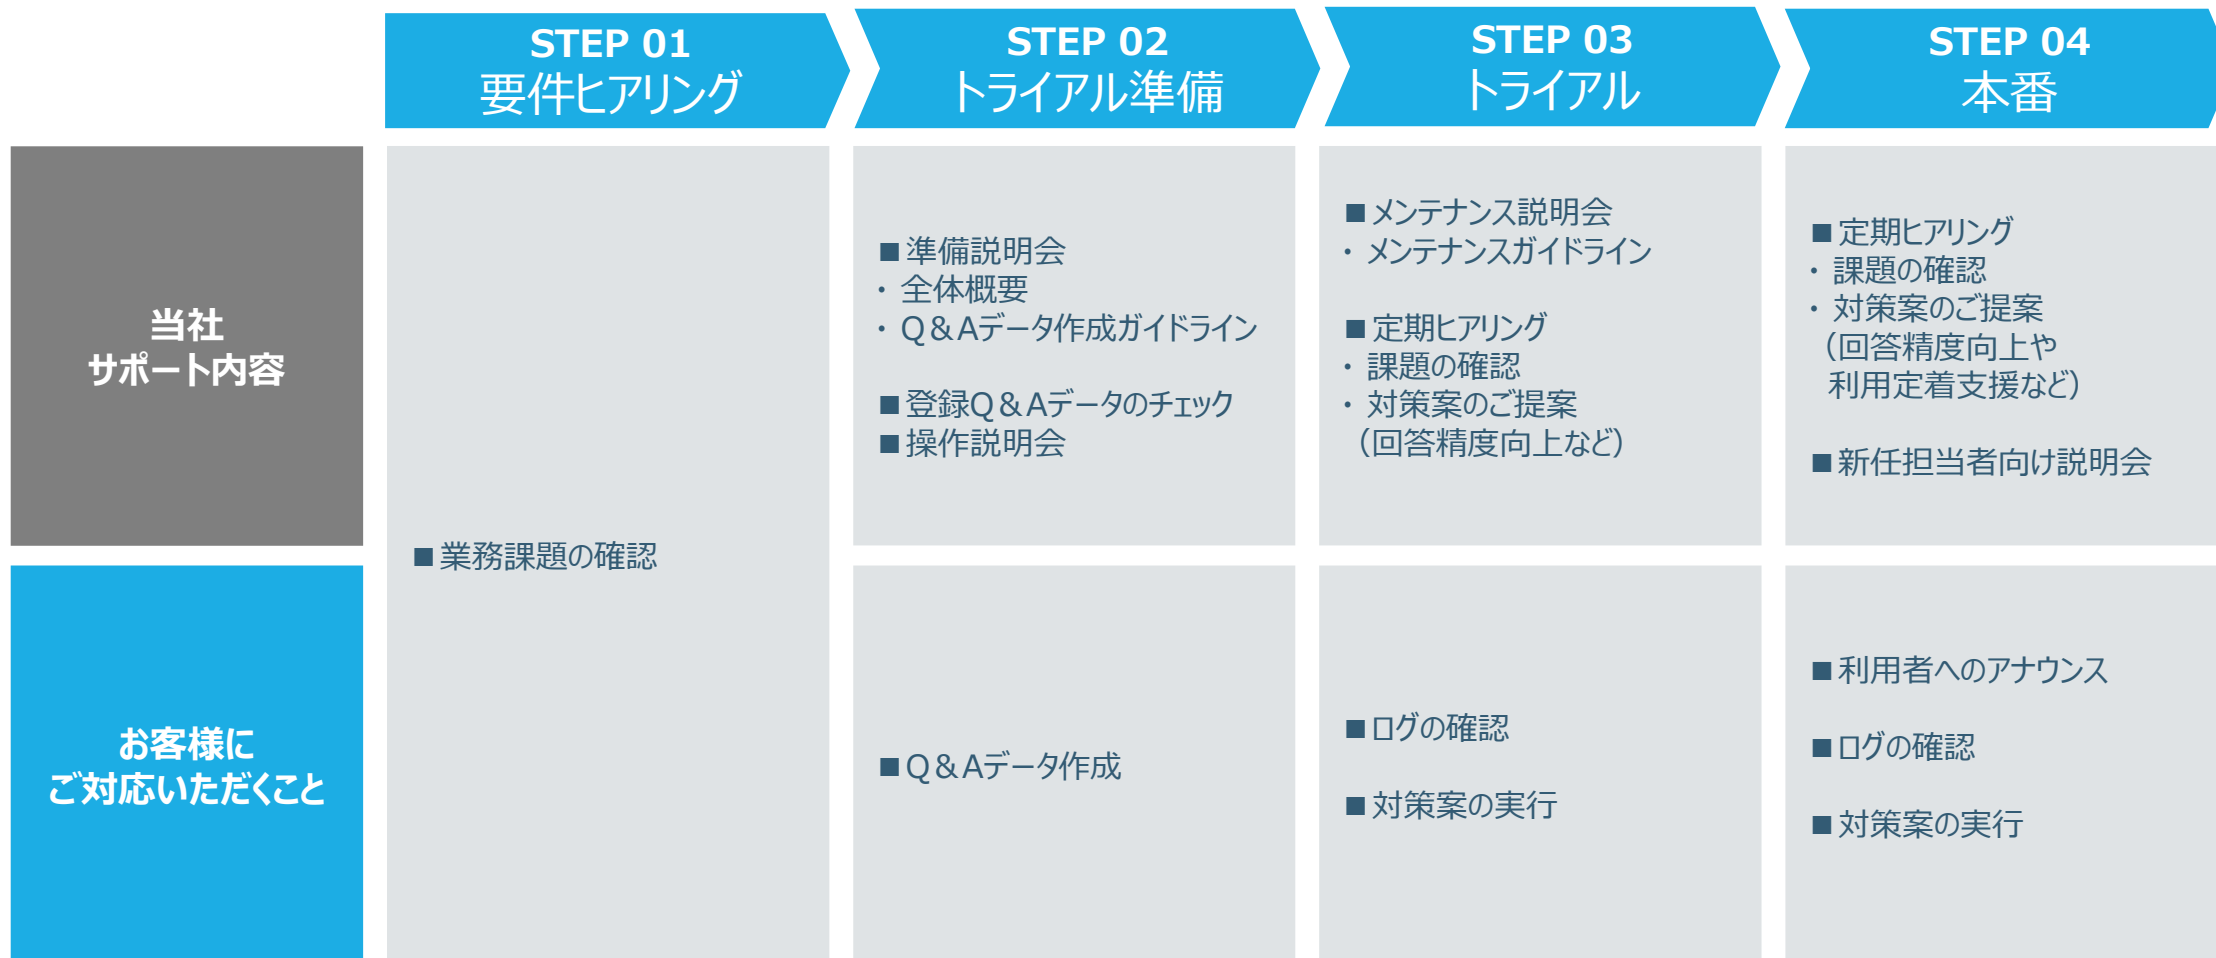 STEP 01
要件ヒアリング
STEP 02
トライアル準備
STEP 03
トライアル
STEP 04
本番
当社
サポート内容
■業務課題の確認
■準備説明会
・ 全体概要
・ Q＆Aデータ作成ガイドライン
■登録Q＆Aデータのチェック
■操作説明会
■メンテナンス説明会
・ メンテナンスガイドライン
■定期ヒアリング
・ 課題の確認
・ 対策案のご提案
（回答精度向上など）
■定期ヒアリング
・ 課題の確認
・ 対策案のご提案
（回答精度向上や
利用定着支援など）
■新任担当者向け説明会
お客様に
ご対応いただくこと
■Q＆Aデータ作成
■ログの確認
■対策案の実行
■利用者へのアナウンス
■ログの確認
■対策案の実行